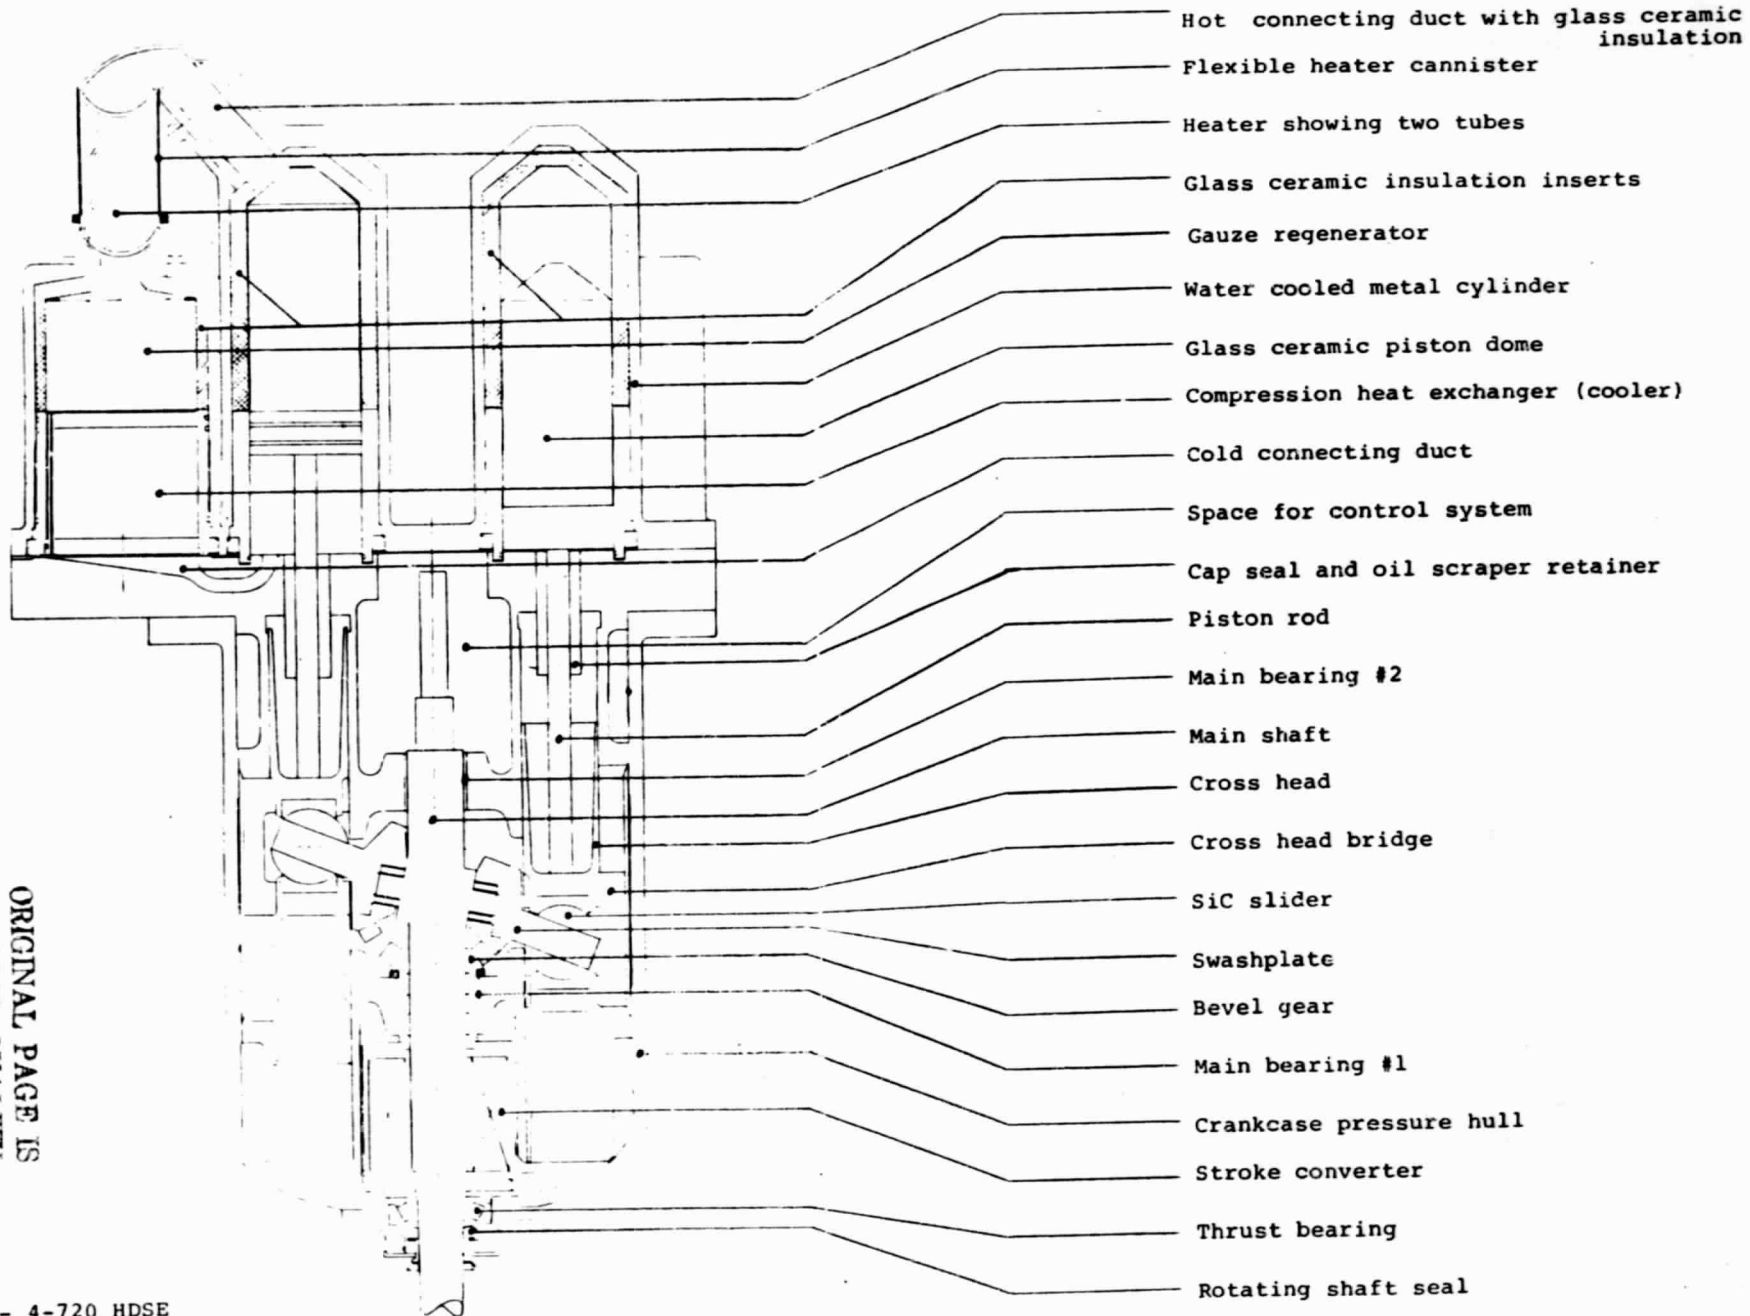 Hot connecting duct with glass ceramic
insulation
Flexible heater cannister
Heater showing two tubes
Glass ceramic insulation inserts
Gauze regenerator
Water cooled metal cylinder
Glass ceramic piston dome
Compression heat exchanger (cooler)
Cold connecting duct
Space for control system
Cap seal and oil scraper retainer
Piston rod
Main bearing #2
Main shaft
Cross head
Cross head bridge
SiC slider
Swashplate
Bevel gear
Main bearing #1
Crankcase pressure hull
Stroke converter
Thrust bearing
Rotating shaft seal
ORIGINAL PAGE IS
4-720 HDSE